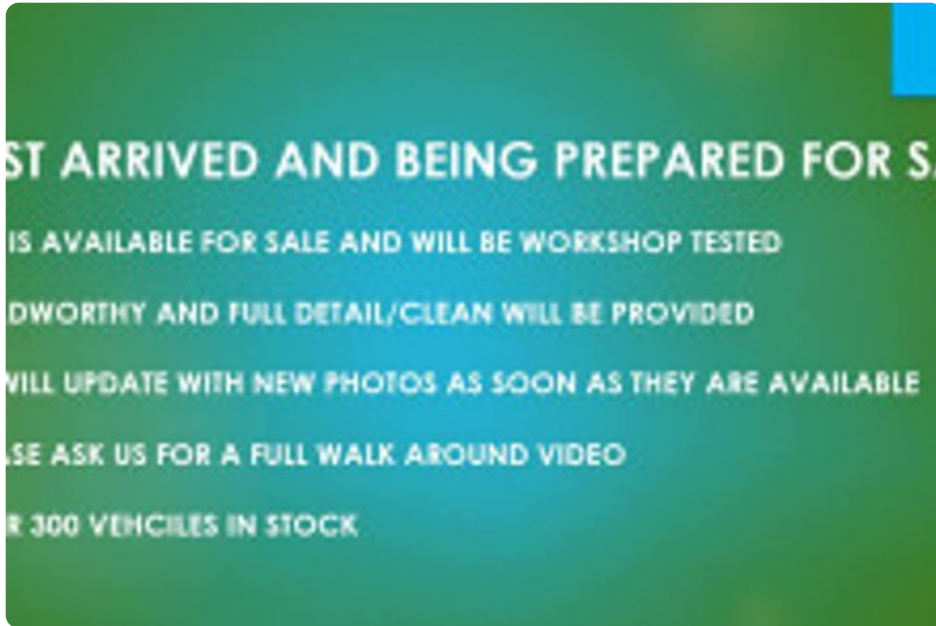 ST ARRIVED AND BEING PREPARED FOR SA
IS AVAILABLE FOR SALE AND WILL BE WORKSHOP TESTED
DWORTHY AND FULL DETAIL/CLEAN WILL BE PROVIDED
WILL UPDATE WITH NEW PHOTOS AS SOON AS THEY ARE AVAILABLE
ASE ASK US FOR A FULL WALK AROUND VIDEO
R 300 VEHCILES IN STOCK